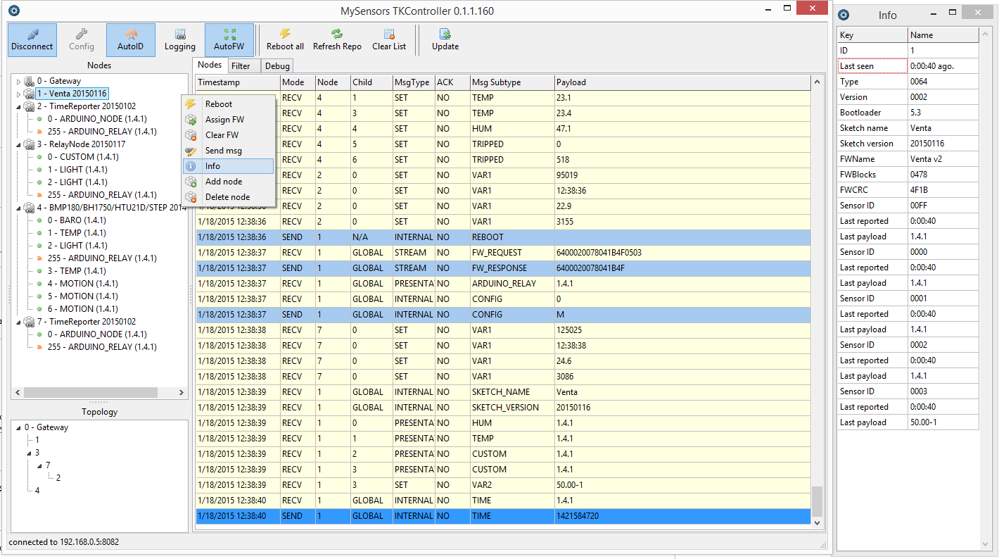 MySensors TKController 0.1.1.160
Disconnect Config AutoID Logging AutoFW Reboot all Refresh Repo Clear List Update
Nodes
0 - Gateway
1 - Venta 20150116
2 - TimeReporter 20150102
0 - ARDUINO_NODE (1.4.1)
255 - ARDUINO_RELAY (1.4.1)
3 - RelayNode 20150117
0 - CUSTOM (1.4.1)
1 - LIGHT (1.4.1)
2 - LIGHT (1.4.1)
255 - ARDUINO_RELAY (1.4.1)
4 - BMP180/BH1750/HTU21D/STEP 2014
0 - BARO (1.4.1)
1 - TEMP (1.4.1)
2 - LIGHT (1.4.1)
255 - ARDUINO_RELAY (1.4.1)
3 - TEMP (1.4.1)
4 - MOTION (1.4.1)
5 - MOTION (1.4.1)
6 - MOTION (1.4.1)
7 - TimeReporter 20150102
0 - ARDUINO_NODE (1.4.1)
255 - ARDUINO_RELAY (1.4.1)
Topology
0 - Gateway
1
3
7
2
4
Reboot
Assign FW
Clear FW
Send msg
Info
Add node
Delete node
Nodes Filter Debug
Timestamp Mode Node Child MsgType ACK Msg Subtype Payload
RECV 4 1 SET NO TEMP 23.1
RECV 4 3 SET NO TEMP 23.4
RECV 4 4 SET NO HUM 47.1
RECV 4 5 SET NO TRIPPED 0
RECV 4 6 SET NO TRIPPED 518
RECV 2 0 SET NO VAR1 95019
RECV 2 0 SET NO VAR1 12:38:36
1/18/2015 12:38:36 RECV 2 0 SET NO VAR1 22.9
1/18/2015 12:38:36 RECV 2 0 SET NO VAR1 3155
1/18/2015 12:38:36 SEND 1 N/A INTERNAL NO REBOOT
1/18/2015 12:38:37 RECV 1 GLOBAL STREAM NO FW_REQUEST 6400020078041B4F0503
1/18/2015 12:38:37 SEND 1 GLOBAL STREAM NO FW_RESPONSE 6400020078041B4F
1/18/2015 12:38:37 RECV 1 GLOBAL PRESENTA NO ARDUINO_RELAY 1.4.1
1/18/2015 12:38:37 RECV 1 GLOBAL INTERNAL NO CONFIG 0
1/18/2015 12:38:37 SEND 1 GLOBAL INTERNAL NO CONFIG M
1/18/2015 12:38:38 RECV 7 0 SET NO VAR1 125025
1/18/2015 12:38:38 RECV 7 0 SET NO VAR1 12:38:38
1/18/2015 12:38:38 RECV 7 0 SET NO VAR1 24.6
1/18/2015 12:38:38 RECV 7 0 SET NO VAR1 3086
1/18/2015 12:38:39 RECV 1 GLOBAL INTERNAL NO SKETCH_NAME Venta
1/18/2015 12:38:39 RECV 1 GLOBAL INTERNAL NO SKETCH_VERSION 20150116
1/18/2015 12:38:39 RECV 1 0 PRESENTA NO HUM 1.4.1
1/18/2015 12:38:39 RECV 1 1 PRESENTA NO TEMP 1.4.1
1/18/2015 12:38:39 RECV 1 2 PRESENTA NO CUSTOM 1.4.1
1/18/2015 12:38:39 RECV 1 3 PRESENTA NO CUSTOM 1.4.1
1/18/2015 12:38:39 RECV 1 3 SET NO VAR2 50.00-1
1/18/2015 12:38:40 RECV 1 GLOBAL INTERNAL NO TIME 1.4.1
1/18/2015 12:38:40 SEND 1 GLOBAL INTERNAL NO TIME 1421584720
connected to 192.168.0.5:8082
Info
Key Name
ID 1
Last seen 0:00:40 ago.
Type 0064
Version 0002
Bootloader 5.3
Sketch name Venta
Sketch version 20150116
FWName Venta v2
FWBlocks 0478
FWCRC 4F1B
Sensor ID 00FF
Last reported 0:00:40
Last payload 1.4.1
Sensor ID 0000
Last reported 0:00:40
Last payload 1.4.1
Sensor ID 0001
Last reported 0:00:40
Last payload 1.4.1
Sensor ID 0002
Last reported 0:00:40
Last payload 1.4.1
Sensor ID 0003
Last reported 0:00:40
Last payload 50.00-1